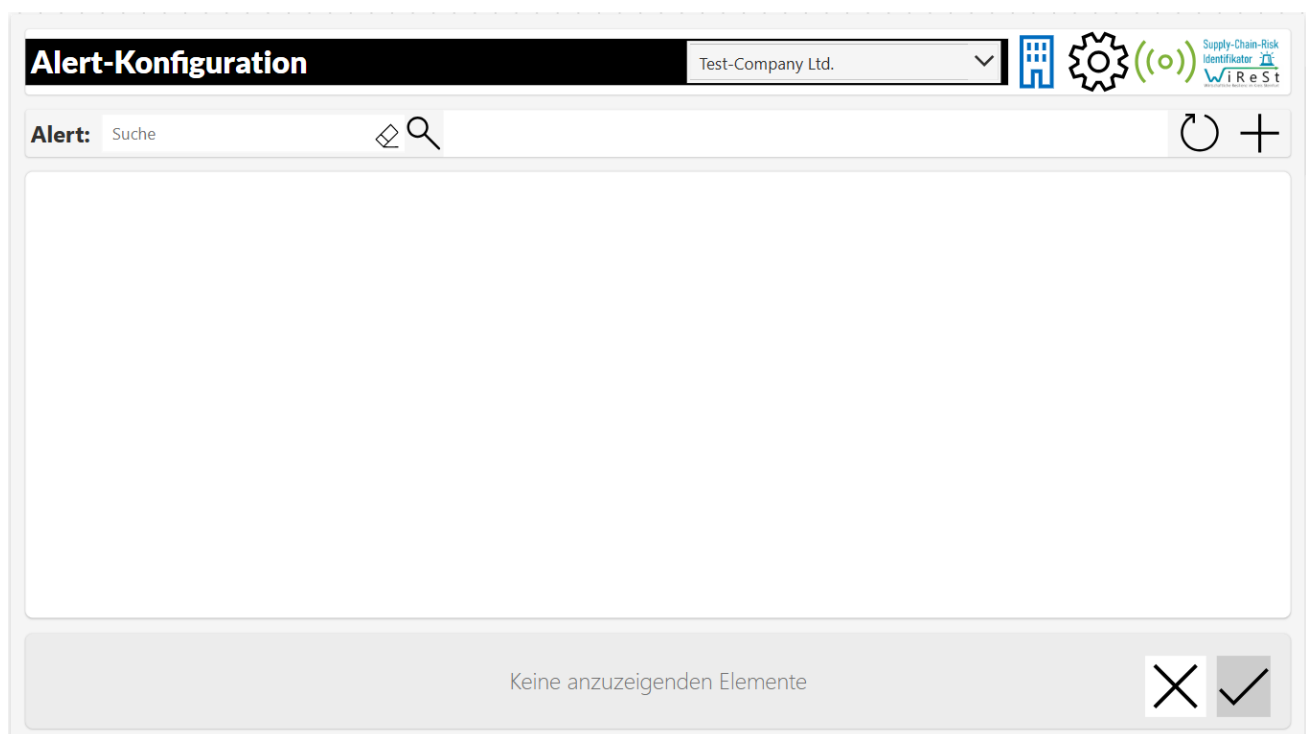 Alert-Konfiguration
Test-Company Ltd.
Supply-Chain-Risk
Identifikator
WiReSt
Alert:
Suche
Keine anzuzeigenden Elemente